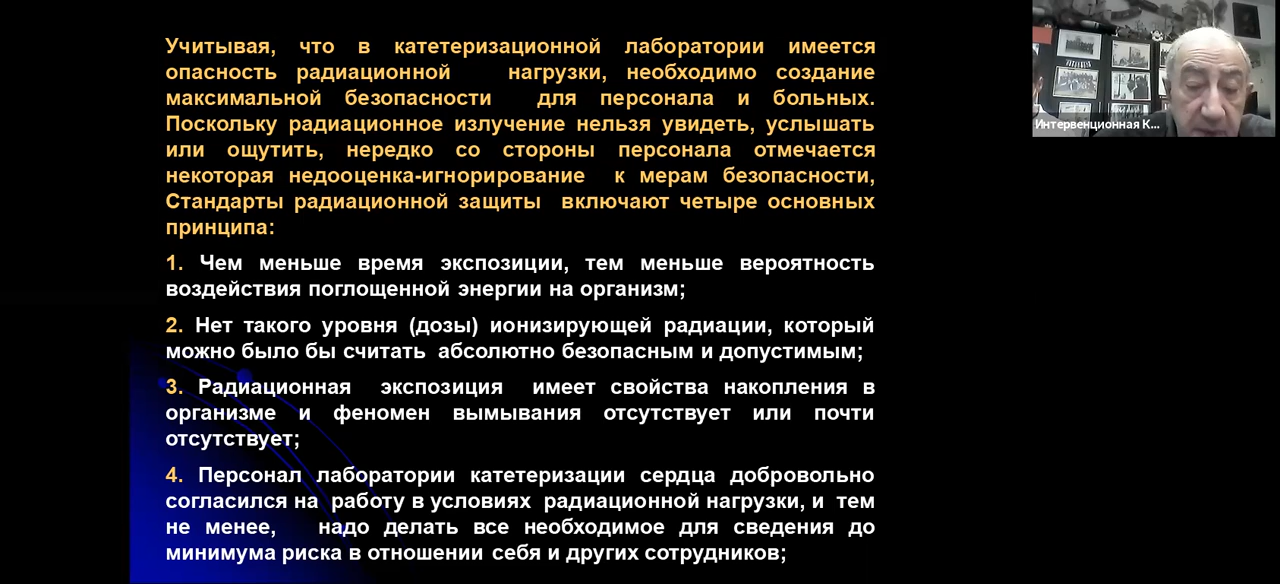 Учитывая, что в катетеризационной лаборатории имеется
опасность радиационной нагрузки, необходимо создание
максимальной безопасности для персонала и больных.
Поскольку радиационное излучение нельзя увидеть, услышать
или ощутить, нередко со стороны персонала отмечается
некоторая недооценка-игнорирование к мерам безопасности,
Стандарты радиационной защиты включают четыре основных
принципа:
1. Чем меньше время экспозиции, тем меньше вероятность
воздействия поглощенной энергии на организм;
2. Нет такого уровня (дозы) ионизирующей радиации, который
можно было бы считать абсолютно безопасным и допустимым;
3. Радиационная экспозиция имеет свойства накопления в
организме и феномен вымывания отсутствует или почти
отсутствует;
4. Персонал лаборатории катетеризации сердца добровольно
согласился на работу в условиях радиационной нагрузки, и тем
не менее, надо делать все необходимое для сведения до
минимума риска в отношении себя и других сотрудников;
Интервенционная К...